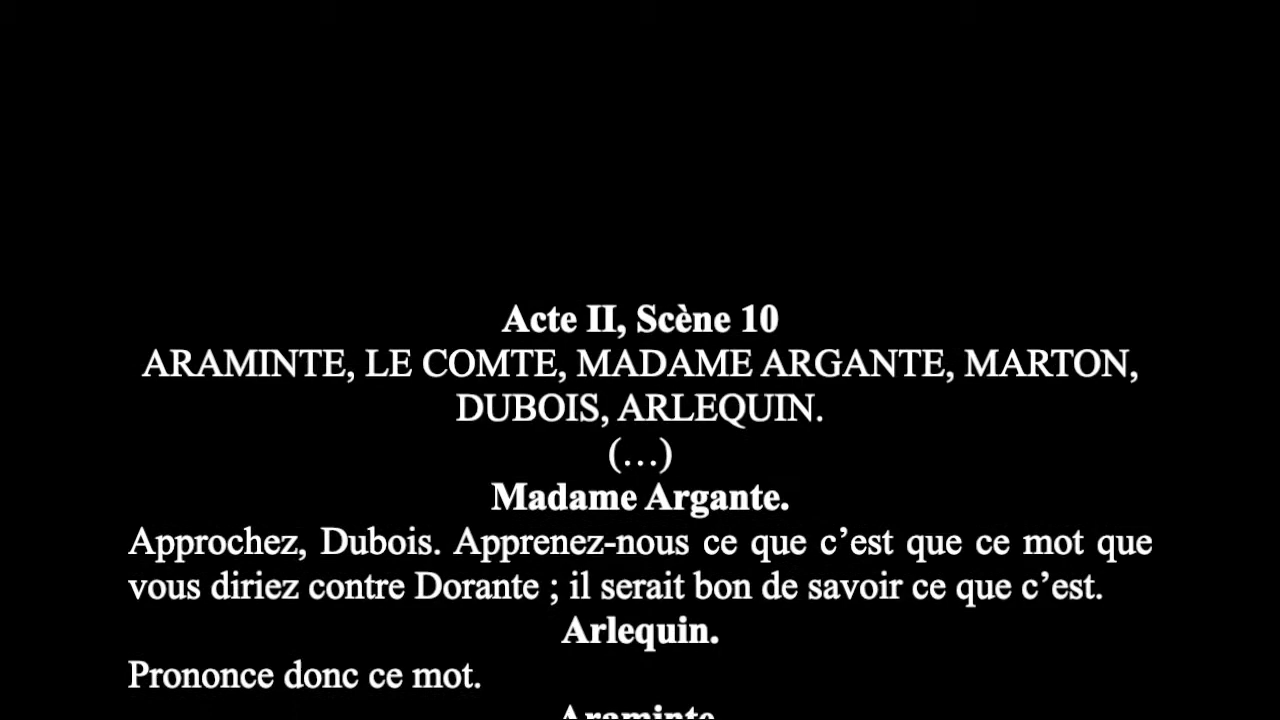 Acte II, Scène 10
ARAMINTE, LE COMTE, MADAME ARGANTE, MARTON,
DUBOIS, ARLEQUIN.
(…)
Madame Argante.
Approchez, Dubois. Apprenez-nous ce que c’est que ce mot que
vous diriez contre Dorante ; il serait bon de savoir ce que c’est.
Arlequin.
Prononce donc ce mot.
Araminte.